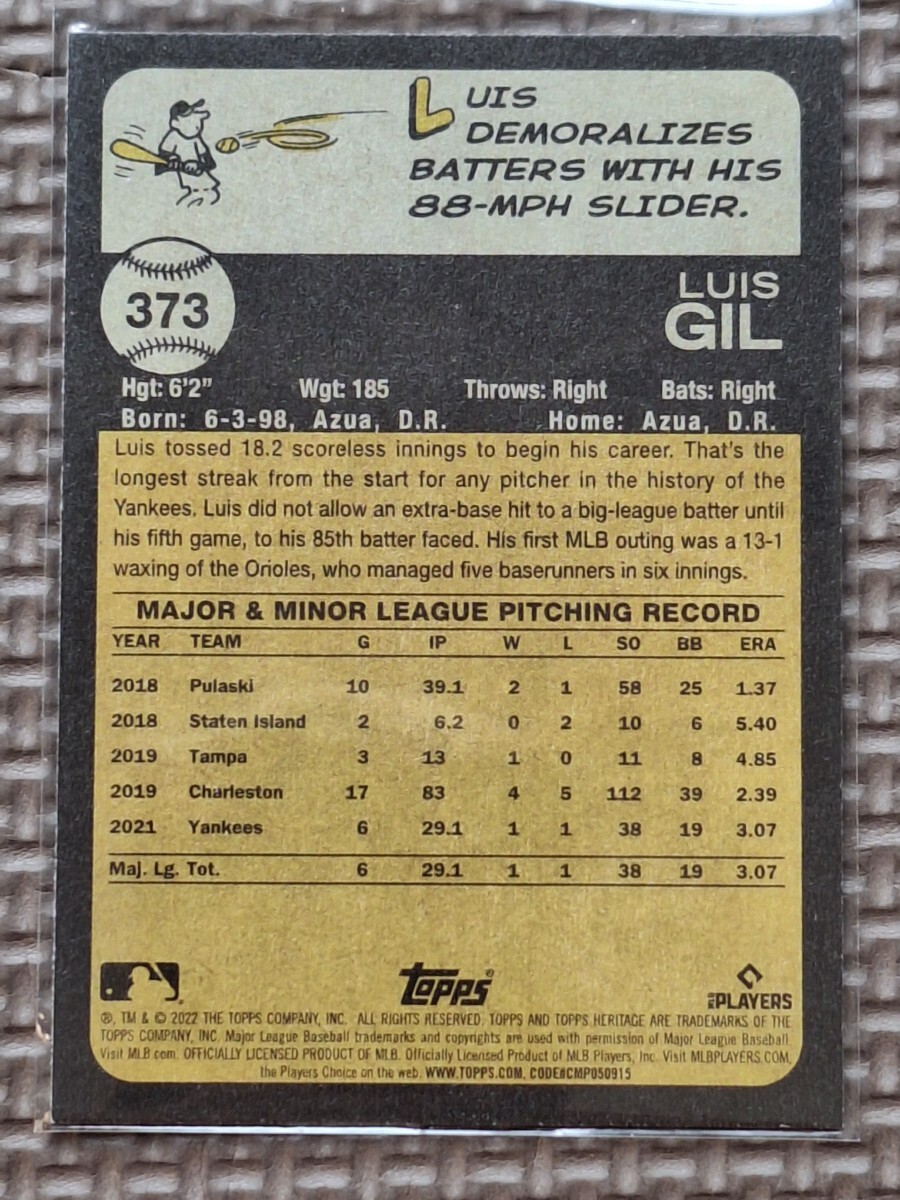 LUIS
DEMORALIZES
BATTERS WITH HIS
88-MPH SLIDER.
373
LUIS
GIL
Hgt: 6'2" Wgt: 185 Throws: Right Bats: Right
Born: 6-3-98, Azua, D.R. Home: Azua, D.R.
Luis tossed 18.2 scoreless innings to begin his career. That's the
longest streak from the start for any pitcher in the history of the
Yankees. Luis did not allow an extra-base hit to a big-league batter until
his fifth game, to his 85th batter faced. His first MLB outing was a 13-1
waxing of the Orioles, who managed five baserunners in six innings.
MAJOR & MINOR LEAGUE PITCHING RECORD
YEAR TEAM G IP W L SO BB ERA
2018 Pulaski 10 39.1 2 1 58 25 1.37
2018 Staten Island 2 6.2 0 2 10 6 5.40
2019 Tampa 3 13 1 0 11 8 4.85
2019 Charleston 17 83 4 5 112 39 2.39
2021 Yankees 6 29.1 1 1 38 19 3.07
Maj. Lg. Tot. 6 29.1 1 1 38 19 3.07
Topps®
MLB PLAYERS
®, TM & © 2022 THE TOPPS COMPANY, INC. ALL RIGHTS RESERVED. TOPPS AND TOPPS HERITAGE ARE TRADEMARKS OF THE
TOPPS COMPANY, INC. Major League Baseball trademarks and copyrights are used with permission of Major League Baseball.
Visit MLB.com. OFFICIALLY LICENSED PRODUCT OF MLB. Officially Licensed Product of MLB Players, Inc. Visit MLBPLAYERS.COM,
the Players Choice on the web. WWW.TOPPS.COM. CODE#CMP050915